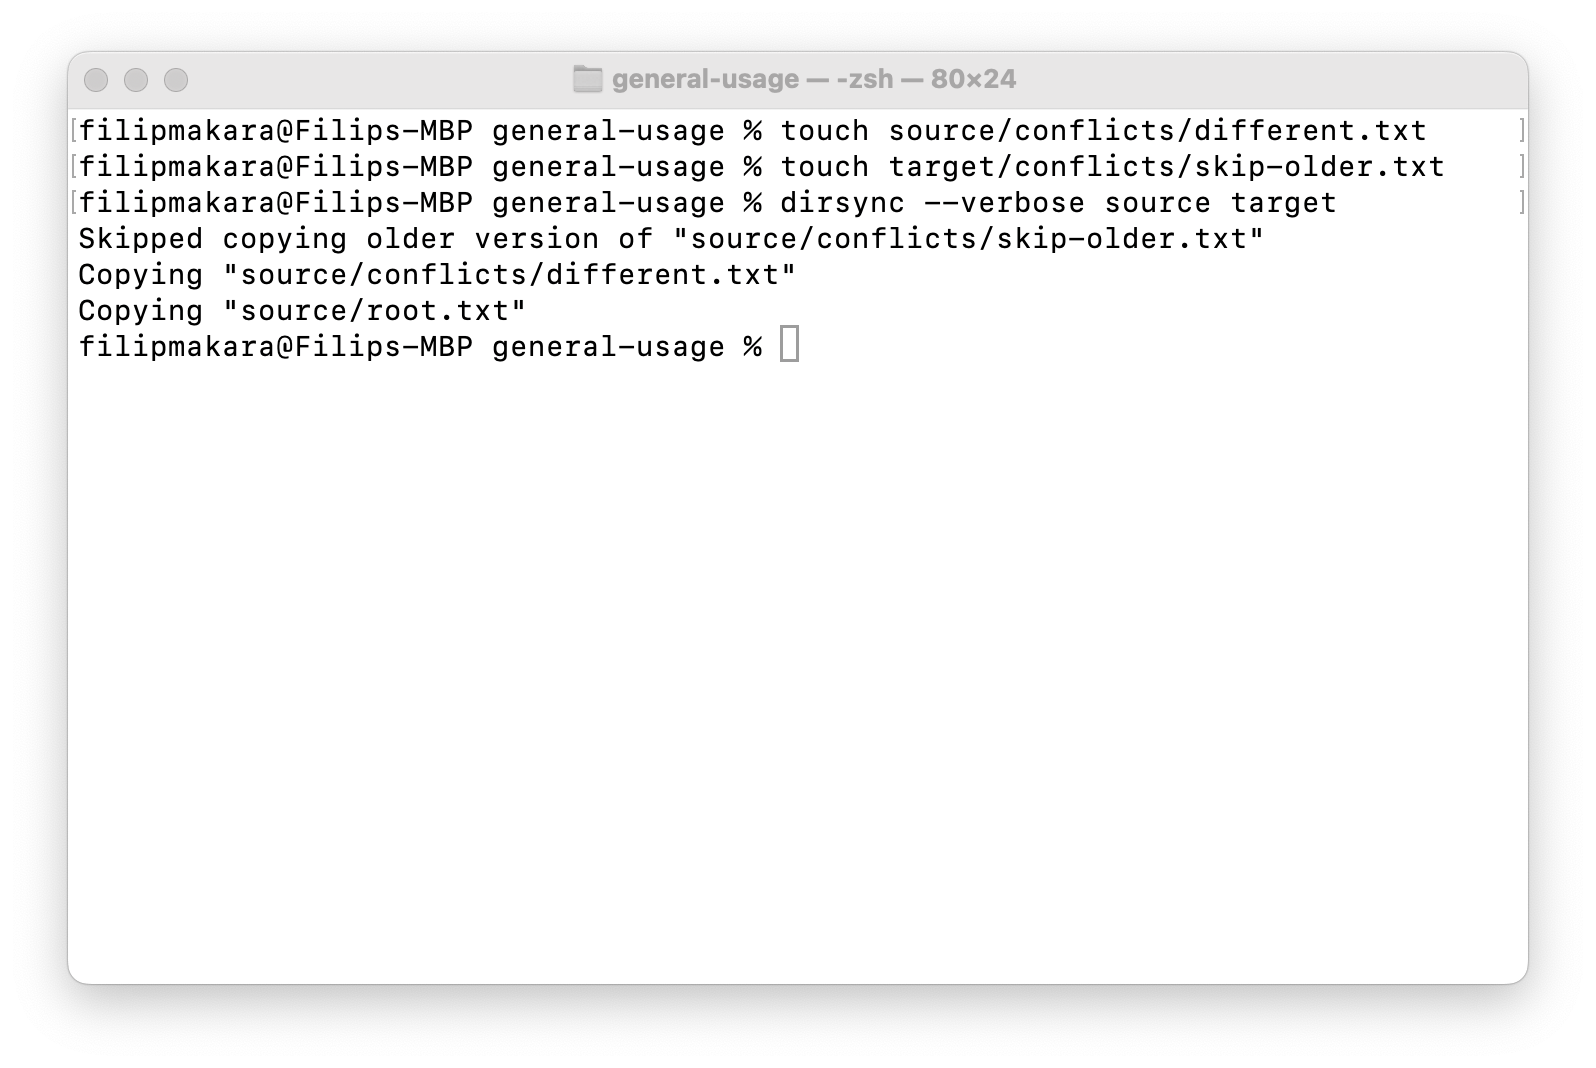 general-usage — -zsh — 80×24
[filipmakara@Filips-MBP general-usage % touch source/conflicts/different.txt ]
[filipmakara@Filips-MBP general-usage % touch target/conflicts/skip-older.txt ]
[filipmakara@Filips-MBP general-usage % dirsync --verbose source target ]
Skipped copying older version of "source/conflicts/skip-older.txt"
Copying "source/conflicts/different.txt"
Copying "source/root.txt"
filipmakara@Filips-MBP general-usage %